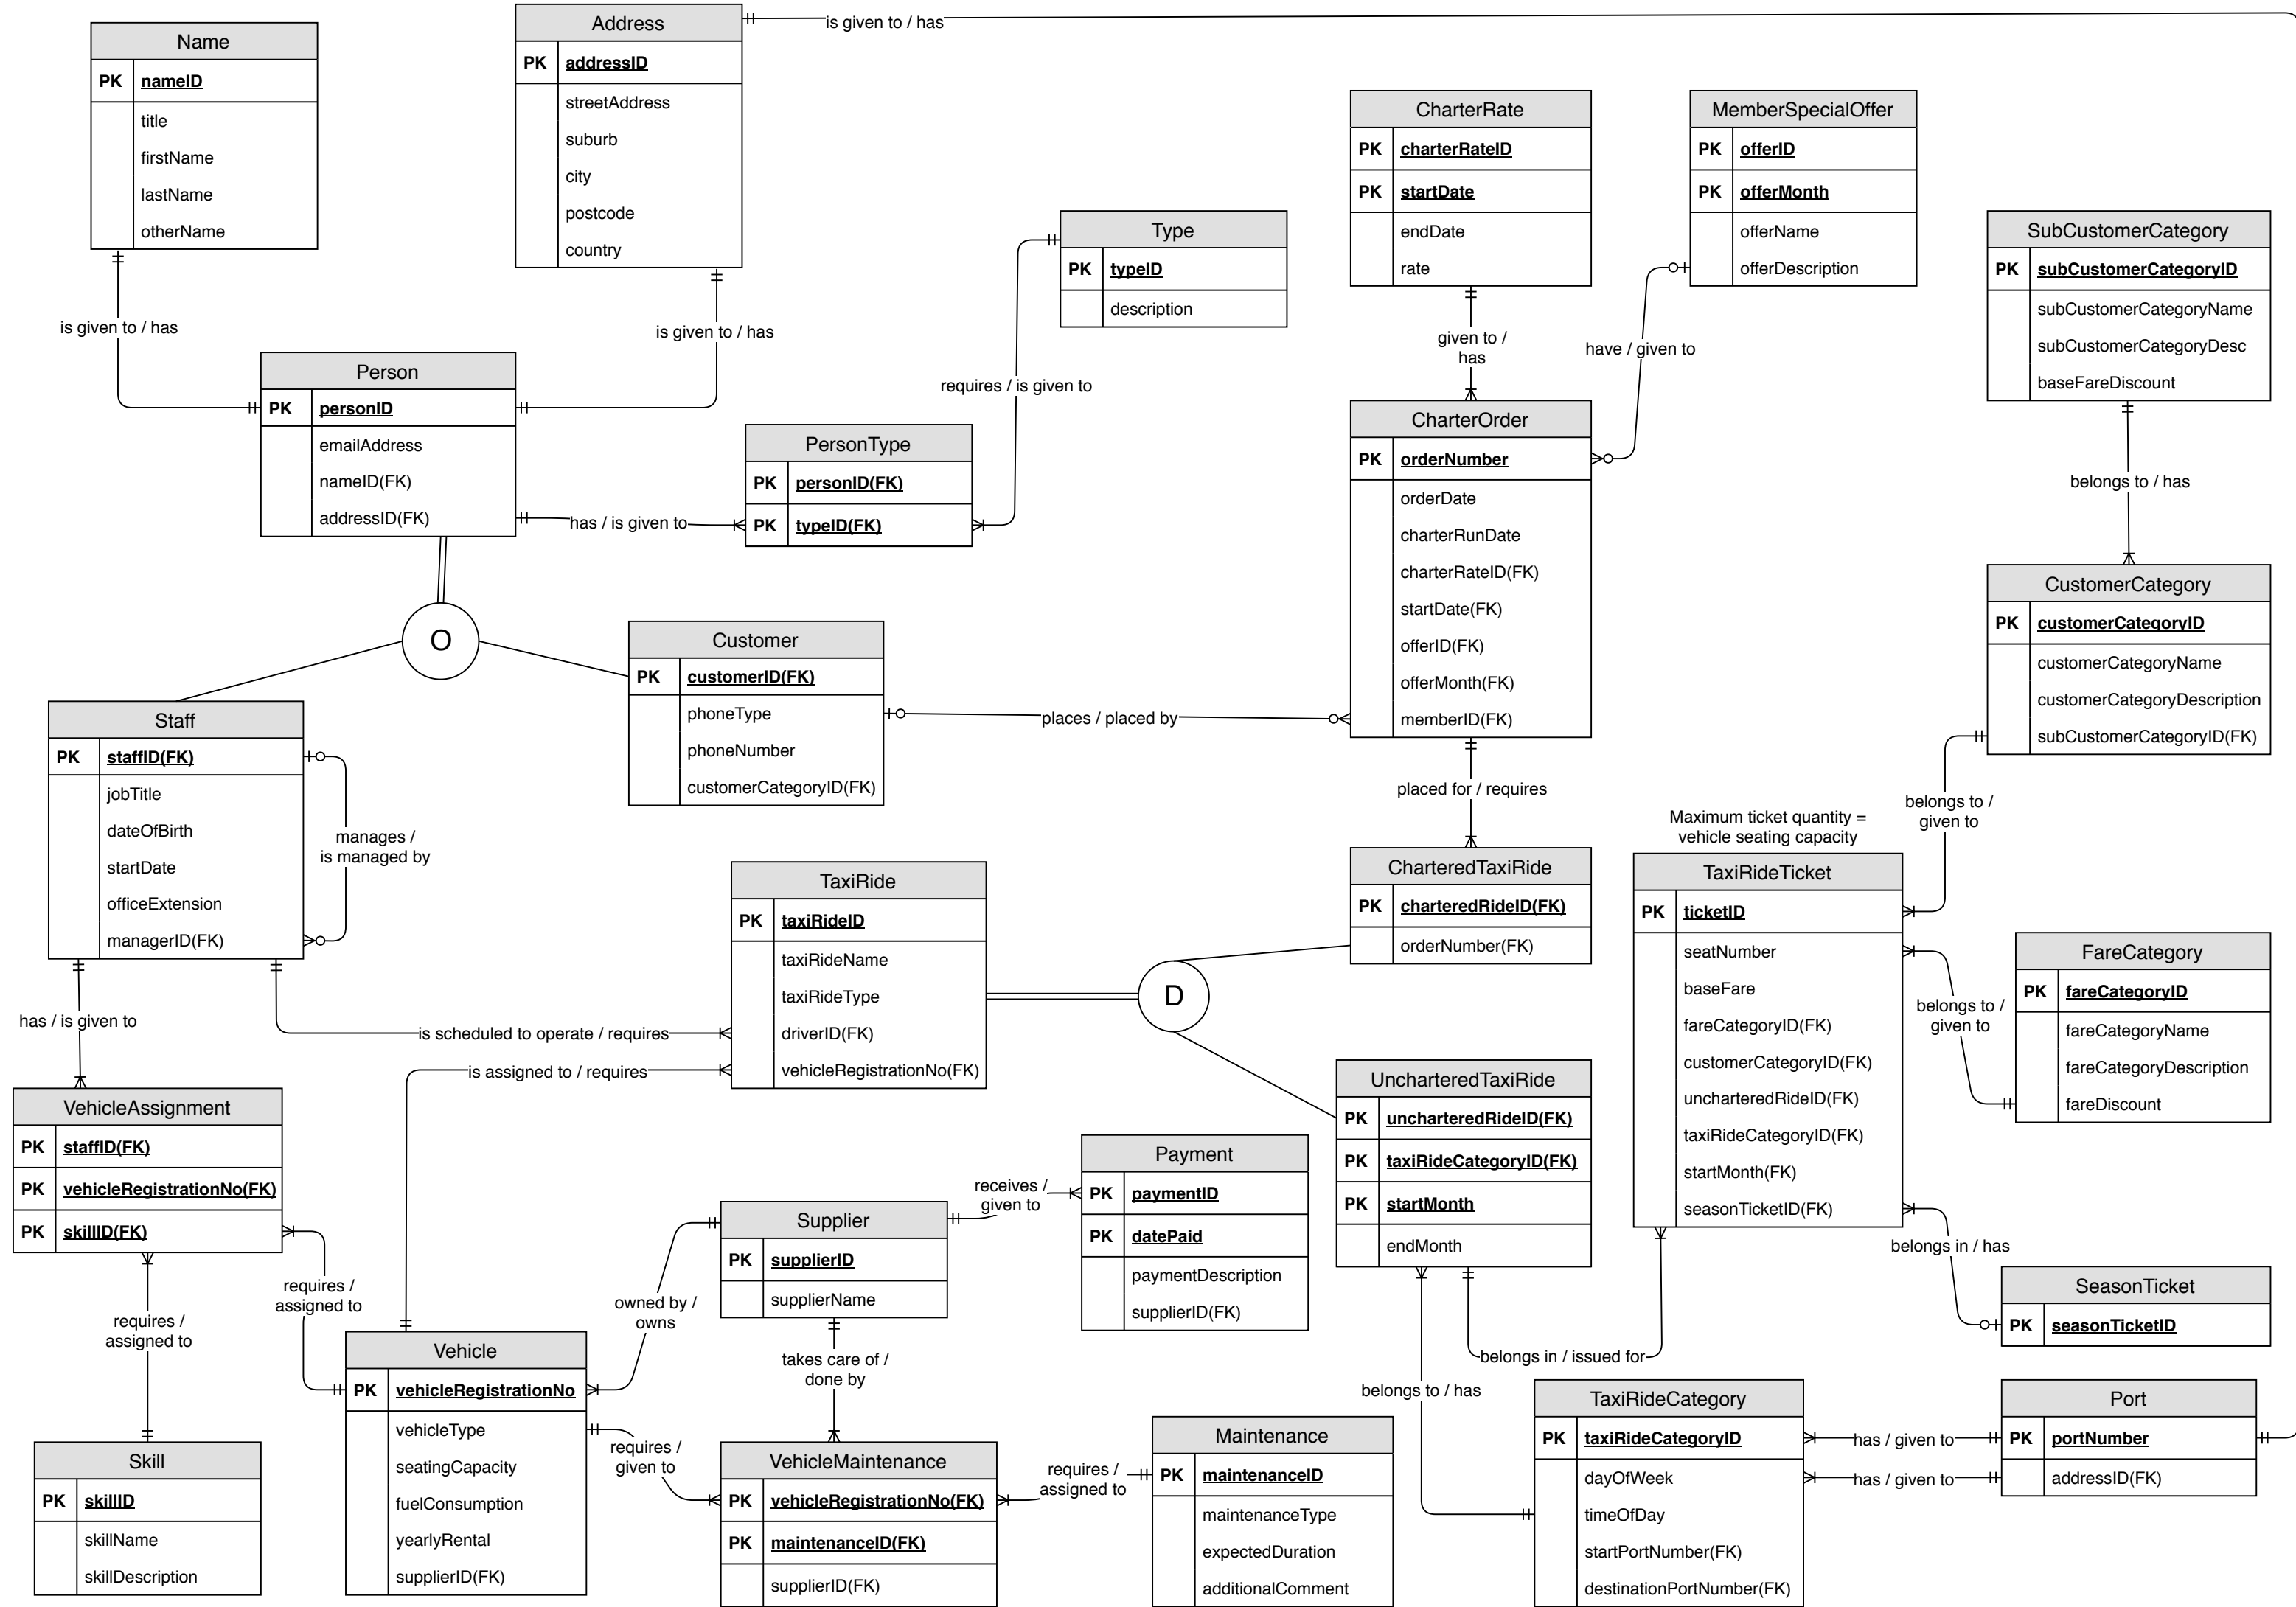 Name
PK nameID
title
firstName
lastName
otherName
Address
PK addressID
streetAddress
suburb
city
postcode
country
is given to / has
is given to / has
is given to / has
Person
PK personID
emailAddress
nameID(FK)
addressID(FK)
Type
PK typeID
description
requires / is given to
PersonType
PK personID(FK)
PK typeID(FK)
has / is given to
CharterRate
PK charterRateID
PK startDate
endDate
rate
given to /
has
MemberSpecialOffer
PK offerID
PK offerMonth
offerName
offerDescription
have / given to
SubCustomerCategory
PK subCustomerCategoryID
subCustomerCategoryName
subCustomerCategoryDesc
baseFareDiscount
belongs to / has
CharterOrder
PK orderNumber
orderDate
charterRunDate
charterRateID(FK)
startDate(FK)
offerID(FK)
offerMonth(FK)
memberID(FK)
CustomerCategory
PK customerCategoryID
customerCategoryName
customerCategoryDescription
subCustomerCategoryID(FK)
O
Customer
PK customerID(FK)
phoneType
phoneNumber
customerCategoryID(FK)
places / placed by
Staff
PK staffID(FK)
jobTitle
dateOfBirth
startDate
officeExtension
managerID(FK)
manages /
is managed by
placed for / requires
belongs to /
given to
Maximum ticket quantity =
vehicle seating capacity
TaxiRide
PK taxiRideID
taxiRideName
taxiRideType
driverID(FK)
vehicleRegistrationNo(FK)
CharteredTaxiRide
PK charteredRideID(FK)
orderNumber(FK)
D
TaxiRideTicket
PK ticketID
seatNumber
baseFare
fareCategoryID(FK)
customerCategoryID(FK)
unchartedRideID(FK)
taxiRideCategoryID(FK)
startMonth(FK)
seasonTicketID(FK)
FareCategory
PK fareCategoryID
fareCategoryName
fareCategoryDescription
fareDiscount
belongs to /
given to
has / is given to
is scheduled to operate / requires
is assigned to / requires
UncharteredTaxiRide
PK unchartedRideID(FK)
PK taxiRideCategoryID(FK)
PK startMonth
endMonth
VehicleAssignment
PK staffID(FK)
PK vehicleRegistrationNo(FK)
PK skillID(FK)
Payment
PK paymentID
PK datePaid
paymentDescription
supplierID(FK)
receives /
given to
Supplier
PK supplierID
supplierName
belongs in / has
SeasonTicket
PK seasonTicketID
requires /
assigned to
requires /
assigned to
owned by /
owns
takes care of /
done by
belongs in / issued for
belongs to / has
Vehicle
PK vehicleRegistrationNo
vehicleType
seatingCapacity
fuelConsumption
yearlyRental
supplierID(FK)
Skill
PK skillID
skillName
skillDescription
requires /
given to
VehicleMaintenance
PK vehicleRegistrationNo(FK)
PK maintenanceID(FK)
supplierID(FK)
requires /
assigned to
Maintenance
PK maintenanceID
maintenanceType
expectedDuration
additionalComment
TaxiRideCategory
PK taxiRideCategoryID
dayOfWeek
timeOfDay
startPortNumber(FK)
destinationPortNumber(FK)
has / given to
has / given to
Port
PK portNumber
addressID(FK)